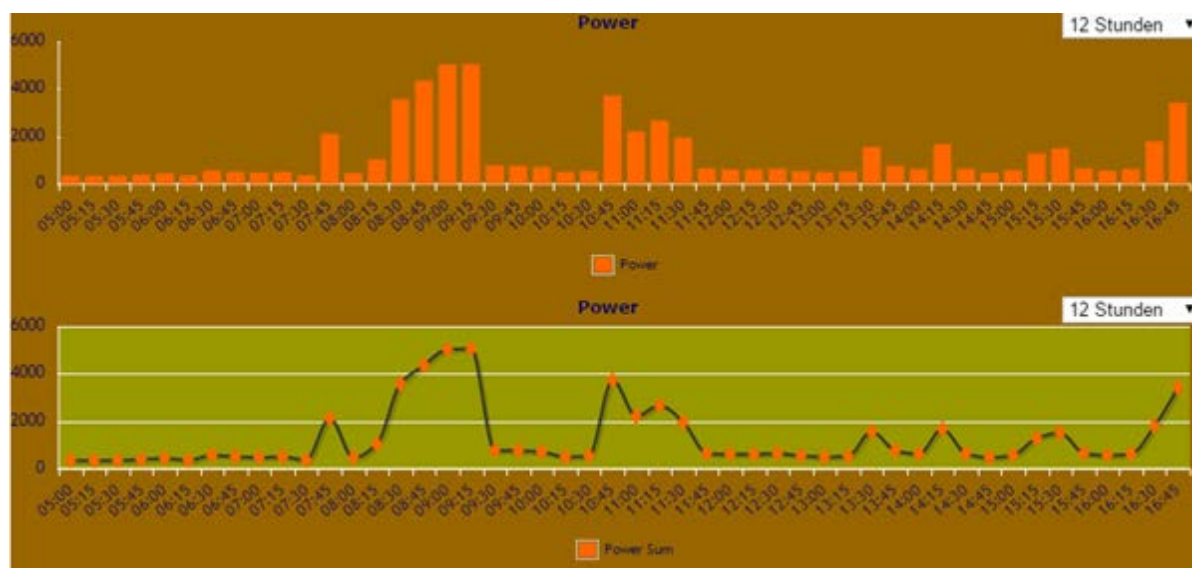 Power
12 Stunden
6000
4000
2000
0
05:00 05:15 05:30 05:45 06:00 06:15 06:30 06:45 07:00 07:15 07:30 07:45 08:00 08:15 08:30 08:45 09:00 09:15 09:30 09:45 10:00 10:15 10:30 10:45 11:00 11:15 11:30 11:45 12:00 12:15 12:30 12:45 13:00 13:15 13:30 13:45 14:00 14:15 14:30 14:45 15:00 15:15 15:30 15:45 16:00 16:15 16:30 16:45
Power
Power
12 Stunden
6000
4000
2000
0
05:00 05:15 05:30 05:45 06:00 06:15 06:30 06:45 07:00 07:15 07:30 07:45 08:00 08:15 08:30 08:45 09:00 09:15 09:30 09:45 10:00 10:15 10:30 10:45 11:00 11:15 11:30 11:45 12:00 12:15 12:30 12:45 13:00 13:15 13:30 13:45 14:00 14:15 14:30 14:45 15:00 15:15 15:30 15:45 16:00 16:15 16:30 16:45
Power Sum